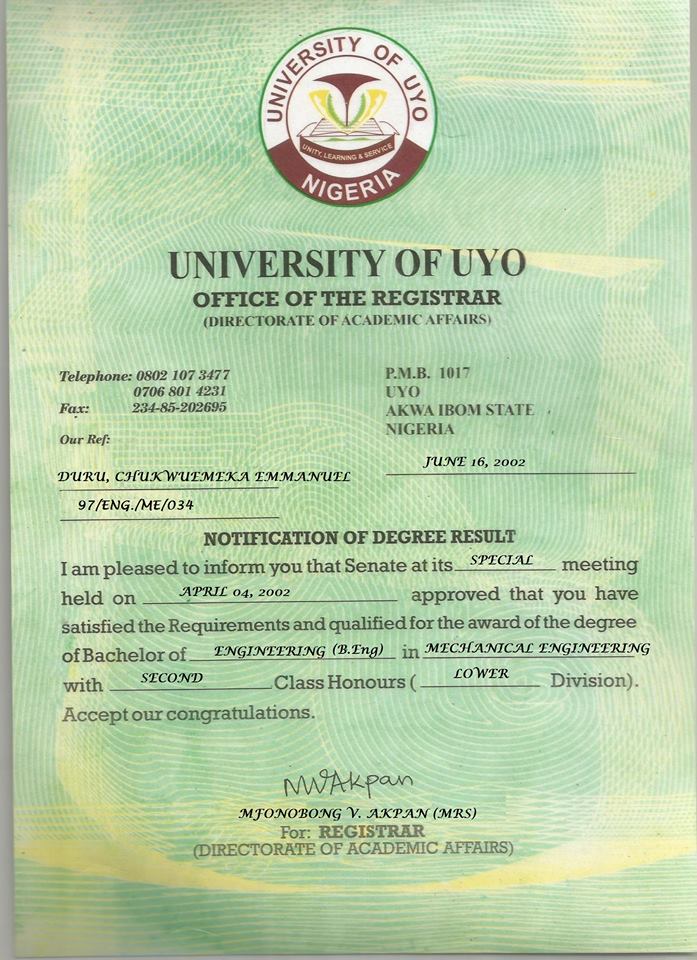 UNIVERSITY OF UYO
UNITY, LEARNING & SERVICE
NIGERIA
UNIVERSITY OF UYO
OFFICE OF THE REGISTRAR
(DIRECTORATE OF ACADEMIC AFFAIRS)
Telephone: 0802 107 3477
0706 801 4231
Fax: 234-85-202695
Our Ref:
P.M.B. 1017
UYO
AKWA IBOM STATE
NIGERIA
JUNE 16, 2002
DURU, CHUKWUEMEKA EMMANUEL
97/ENG./ME/034
NOTIFICATION OF DEGREE RESULT
I am pleased to inform you that Senate at its SPECIAL meeting
held on APRIL 04, 2002 approved that you have
satisfied the Requirements and qualified for the award of the degree
of Bachelor of ENGINEERING (B.Eng) in MECHANICAL ENGINEERING
with SECOND Class Honours ( LOWER Division).
Accept our congratulations.
NWAkpan
MFONOBONG V. AKPAN (MRS)
For: REGISTRAR
(DIRECTORATE OF ACADEMIC AFFAIRS)